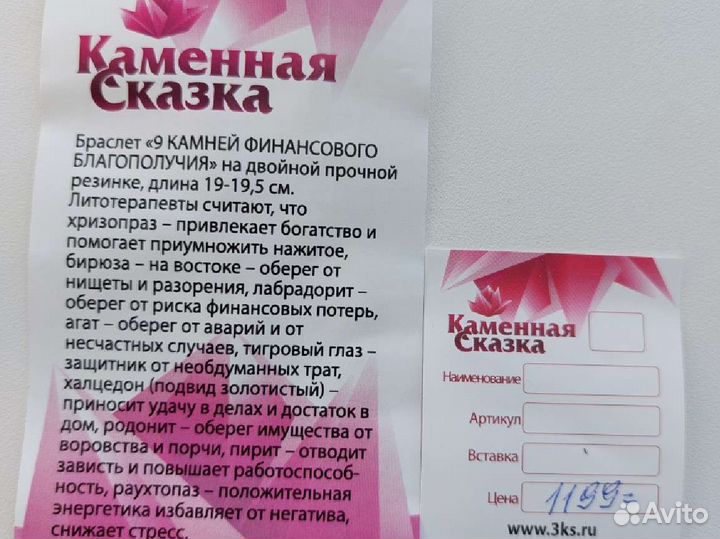 Каменная
Сказка
Браслет «9 КАМНЕЙ ФИНАНСОВОГО
БЛАГОПОЛУЧИЯ» на двойной прочной
резинке, длина 19-19,5 см.
Литотерапевты считают, что
хризопраз – привлекает богатство и
помогает приумножить нажитое,
бирюза – на востоке - оберег от
нищеты и разорения, лабрадорит –
оберег от риска финансовых потерь,
агат – оберег от аварий и от
несчастных случаев, тигровый глаз –
защитник от необдуманных трат,
халцедон (подвид золотистый) –
приносит удачу в делах и достаток в
дом, родонит – оберег имущества от
воровства и порчи, пирит – отводит
зависть и повышает работоспособ-
ность, раухтопаз – положительная
энергетика избавляет от негатива,
снижает стресс.
Каменная
Сказка
Наименование
Артикул
Вставка
Цена 1199=
www.3ks.ru
Avito